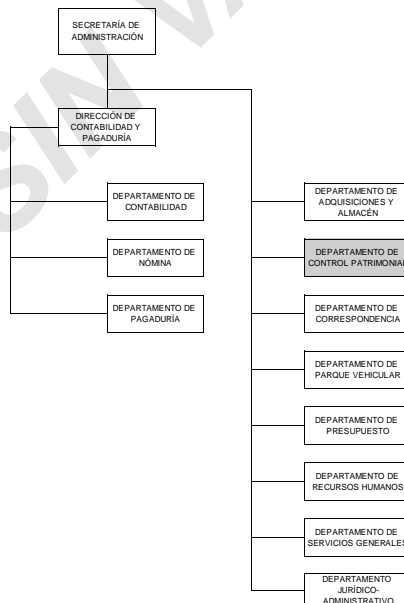 SECRETARÍA DE
ADMINISTRACIÓN
DIRECCIÓN DE
CONTABILIDAD Y
PAGADURÍA
DEPARTAMENTO DE
CONTABILIDAD
DEPARTAMENTO DE
NÓMINA
DEPARTAMENTO DE
PAGADURÍA
DEPARTAMENTO DE
ADQUISICIONES Y
ALMACÉN
DEPARTAMENTO DE
CONTROL PATRIMONIAL
DEPARTAMENTO DE
CORRESPONDENCIA
DEPARTAMENTO DE
PARQUE VEHICULAR
DEPARTAMENTO DE
PRESUPUESTO
DEPARTAMENTO DE
RECURSOS HUMANOS
DEPARTAMENTO DE
SERVICIOS GENERALES
DEPARTAMENTO
JURÍDICO-
ADMINISTRATIVO
SIN